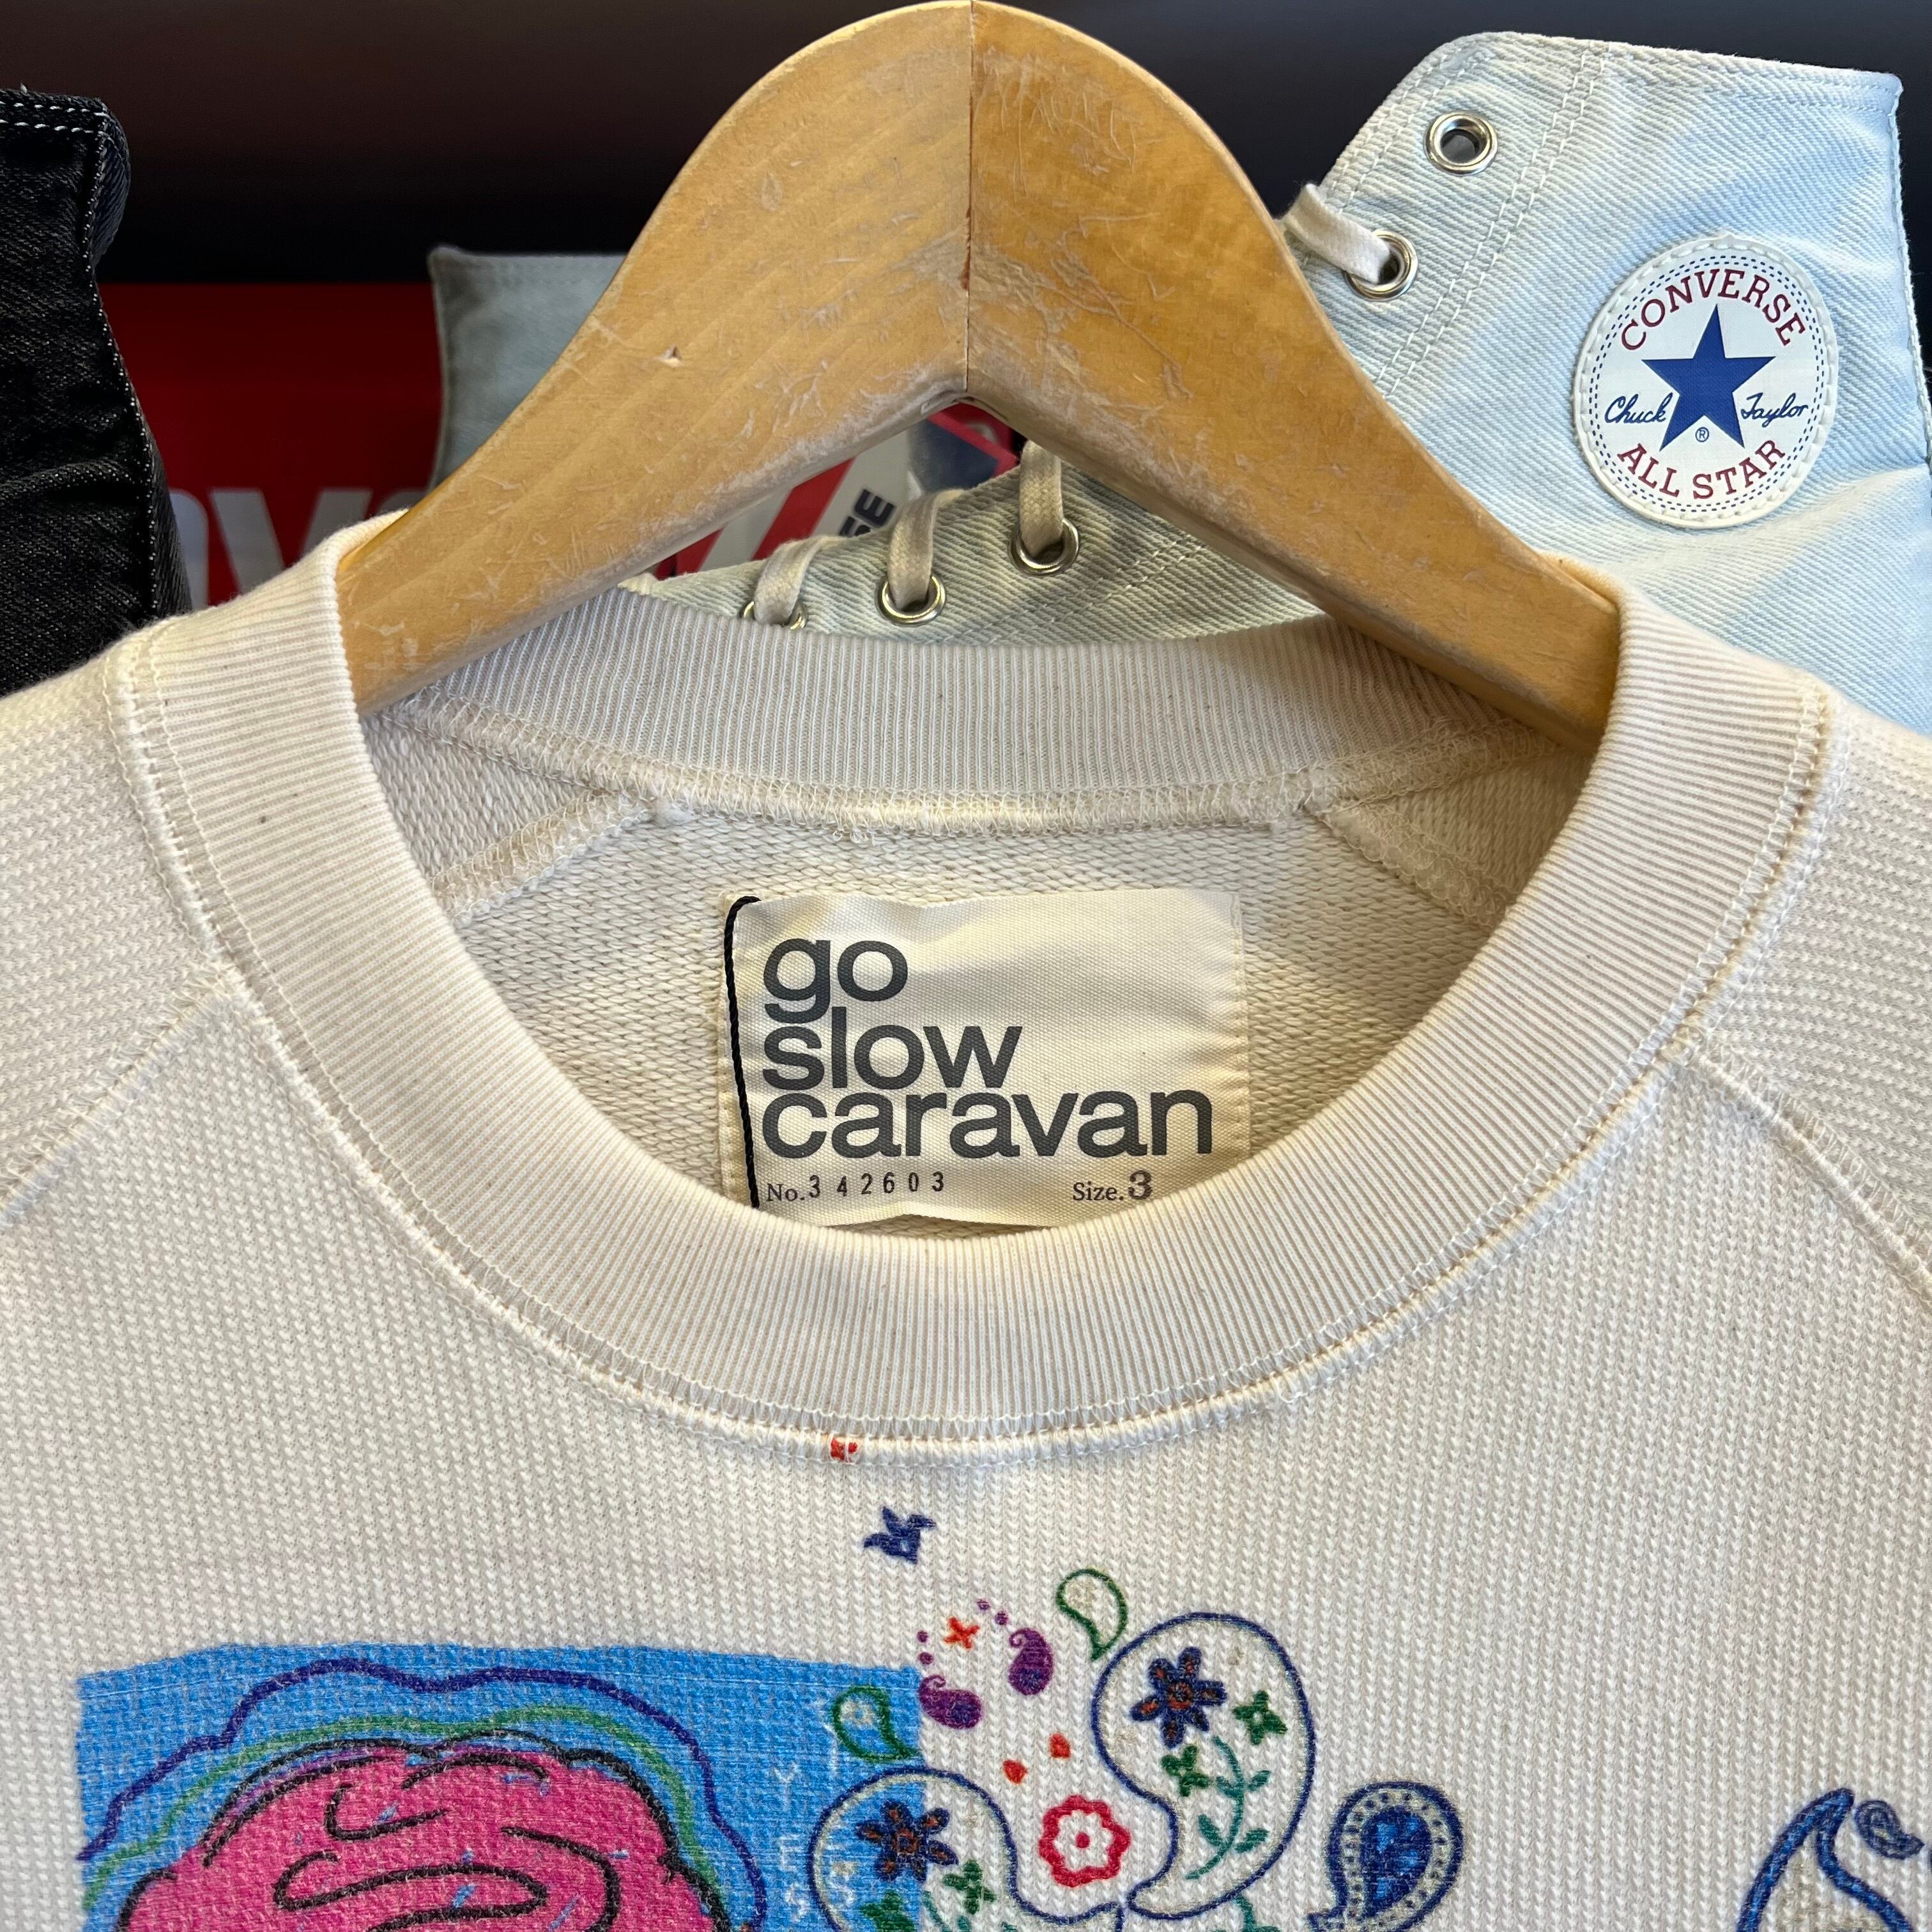 CONVERSE
Chuck Taylor
®
ALL STAR
go
slow
caravan
No.342603 Size.3